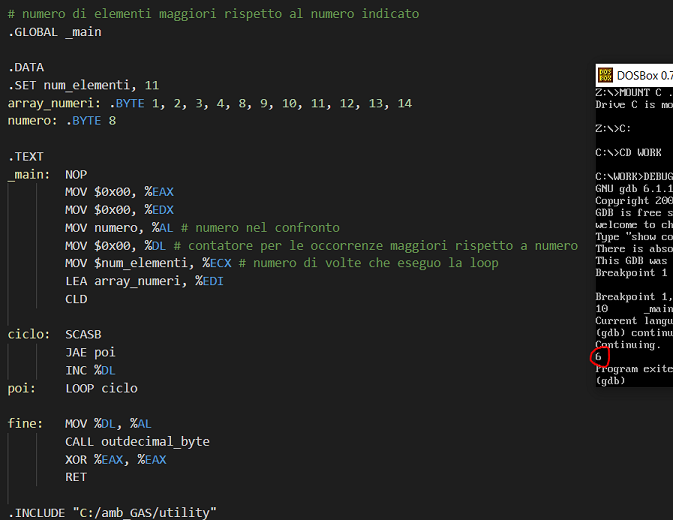 # numero di elementi maggiori rispetto al numero indicato
.GLOBAL _main
.DATA
.SET num_elementi, 11
array_numeri: .BYTE 1, 2, 3, 4, 8, 9, 10, 11, 12, 13, 14
numero: .BYTE 8
.TEXT
_main: NOP
MOV $0x00, %EAX
MOV $0x00, %EDX
MOV numero, %AL # numero nel confronto
MOV $0x00, %DL # contatore per le occorrenze maggiori rispetto a numero
MOV $num_elementi, %ECX # numero di volte che eseguo la loop
LEA array_numeri, %EDI
CLD
ciclo: SCASB
JAE poi
INC %DL
poi: LOOP ciclo
fine: MOV %DL, %AL
CALL outdecimal_byte
XOR %EAX, %EAX
RET
.INCLUDE "C:/amb_GAS/utility"
DOSBox 0.7
Z:\>MOUNT C .
Drive C is mo
Z:\>C:
C:\>CD WORK
C:\WORK>DEBUG
GNU gdb 6.1.1
Copyright 200
GDB is free s
welcome to ch
Type "show co
There is abso
This GDB was
Breakpoint 1
Breakpoint 1,
10 _main
Current langu
(gdb) continu
Continuing.
6
Program exite
(gdb)